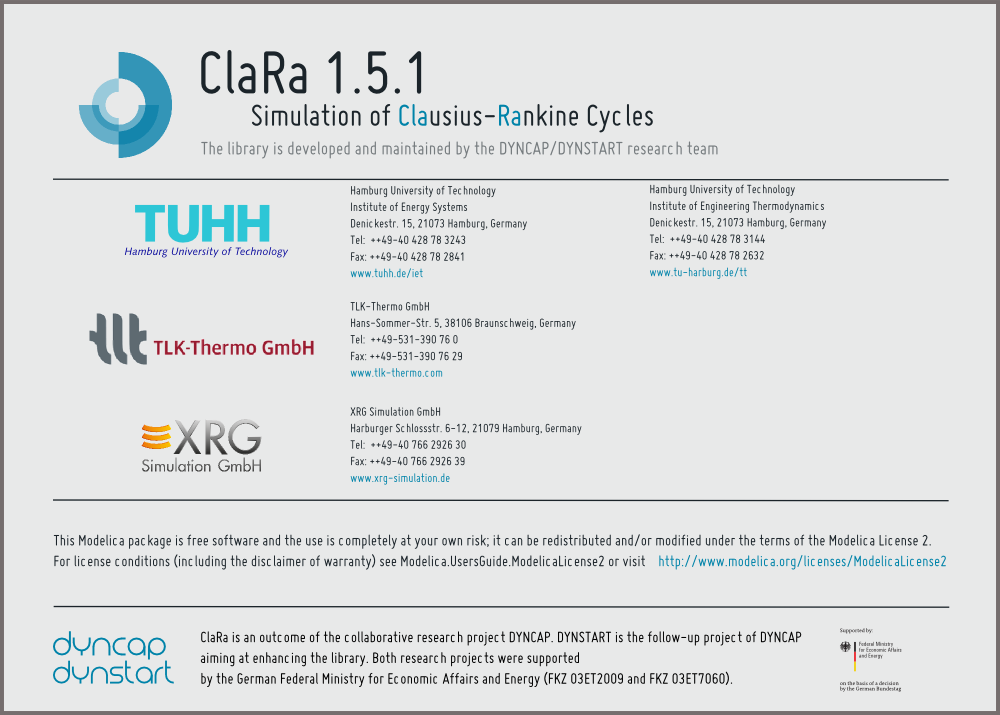 ClaRa 1.5.1
Simulation of Clausius-Rankine Cycles
The library is developed and maintained by the DYNCAP/DYNSTART research team
TUHH
Hamburg University of Technology
Hamburg University of Technology
Institute of Energy Systems
Denickestr. 15, 21073 Hamburg, Germany
Tel: ++49-40 428 78 3243
Fax: ++49-40 428 78 2841
www.tuhh.de/iet
Hamburg University of Technology
Institute of Engineering Thermodynamics
Denickestr. 15, 21073 Hamburg, Germany
Tel: ++49-40 428 78 3144
Fax: ++49-40 428 78 2632
www.tu-harburg.de/tt
tlt TLK-Thermo GmbH
TLK-Thermo GmbH
Hans-Sommer-Str. 5, 38106 Braunschweig, Germany
Tel: ++49-531-390 76 0
Fax: ++49-531-390 76 29
www.tlk-thermo.com
XRG
Simulation GmbH
XRG Simulation GmbH
Harburger Schlossstr. 6-12, 21079 Hamburg, Germany
Tel: ++49-40 766 2926 30
Fax: ++49-40 766 2926 39
www.xrg-simulation.de
This Modelica package is free software and the use is completely at your own risk; it can be redistributed and/or modified under the terms of the Modelica License 2.
For license conditions (including the disclaimer of warranty) see Modelica.UsersGuide.ModelicaLicense2 or visit http://www.modelica.org/licenses/ModelicaLicense2
dyncap
dynstart
ClaRa is an outcome of the collaborative research project DYNCAP. DYNSTART is the follow-up project of DYNCAP
aiming at enhancing the library. Both research projects were supported
by the German Federal Ministry for Economic Affairs and Energy (FKZ 03ET2009 and FKZ 03ET7060).
Supported by:
Federal Ministry
for Economic Affairs
and Energy
on the basis of a decision
by the German Bundestag